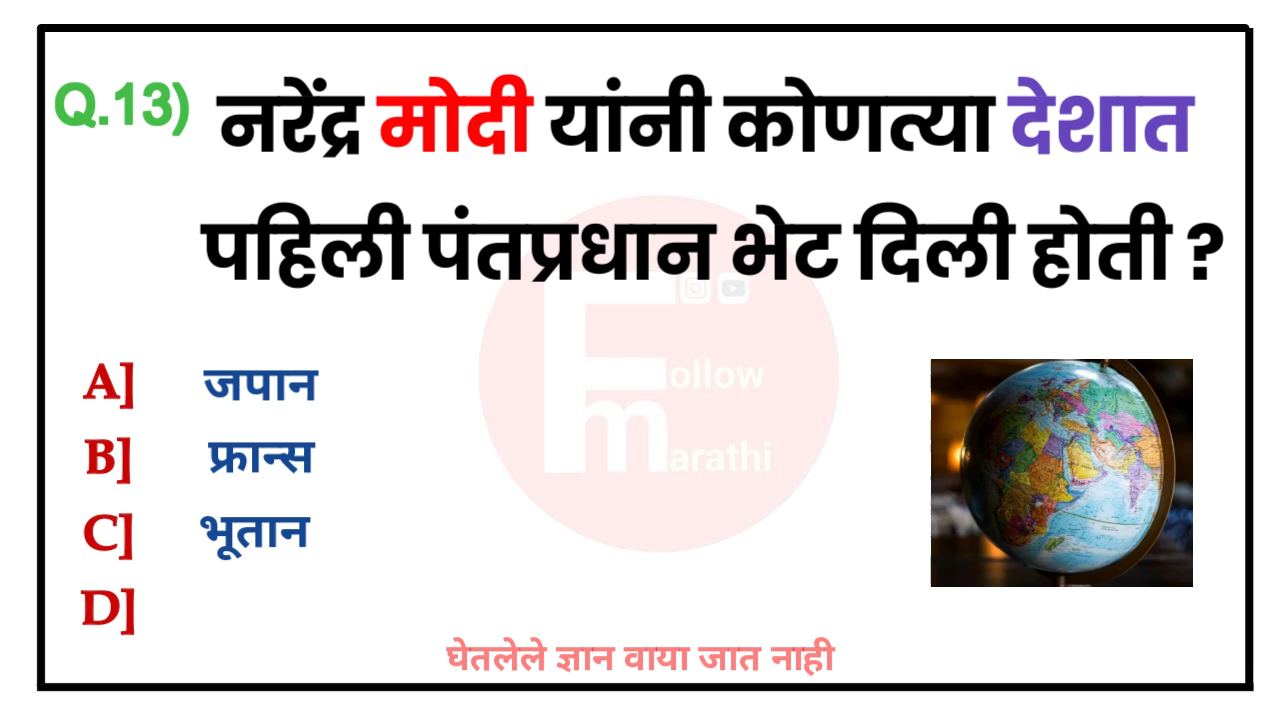 Q.13) नरेंद्र मोदी यांनी कोणत्या देशात
पहिली पंतप्रधान भेट दिली होती ?
A] जपान
B] फ्रान्स
C] भूतान
D]
Follow
marathi
घेतलेले ज्ञान वाया जात नाही